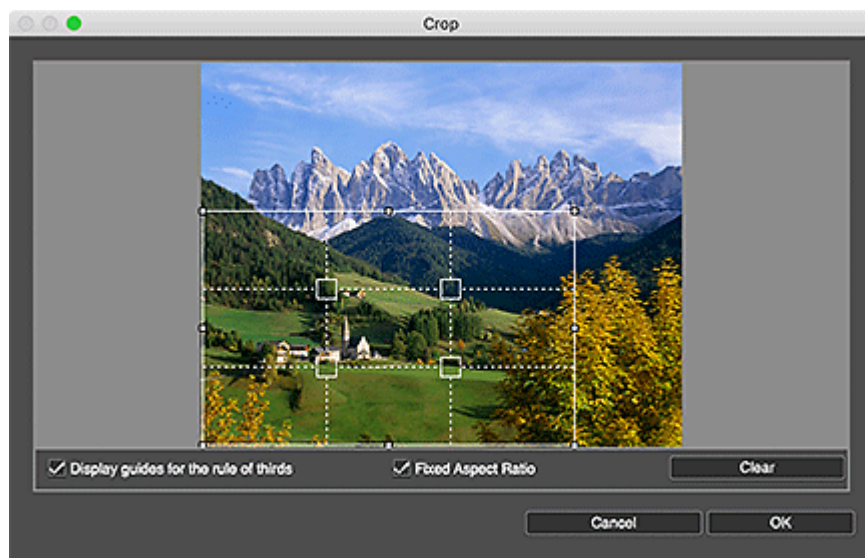 Crop
Display guides for the rule of thirds
Fixed Aspect Ratio
Clear
Cancel
OK